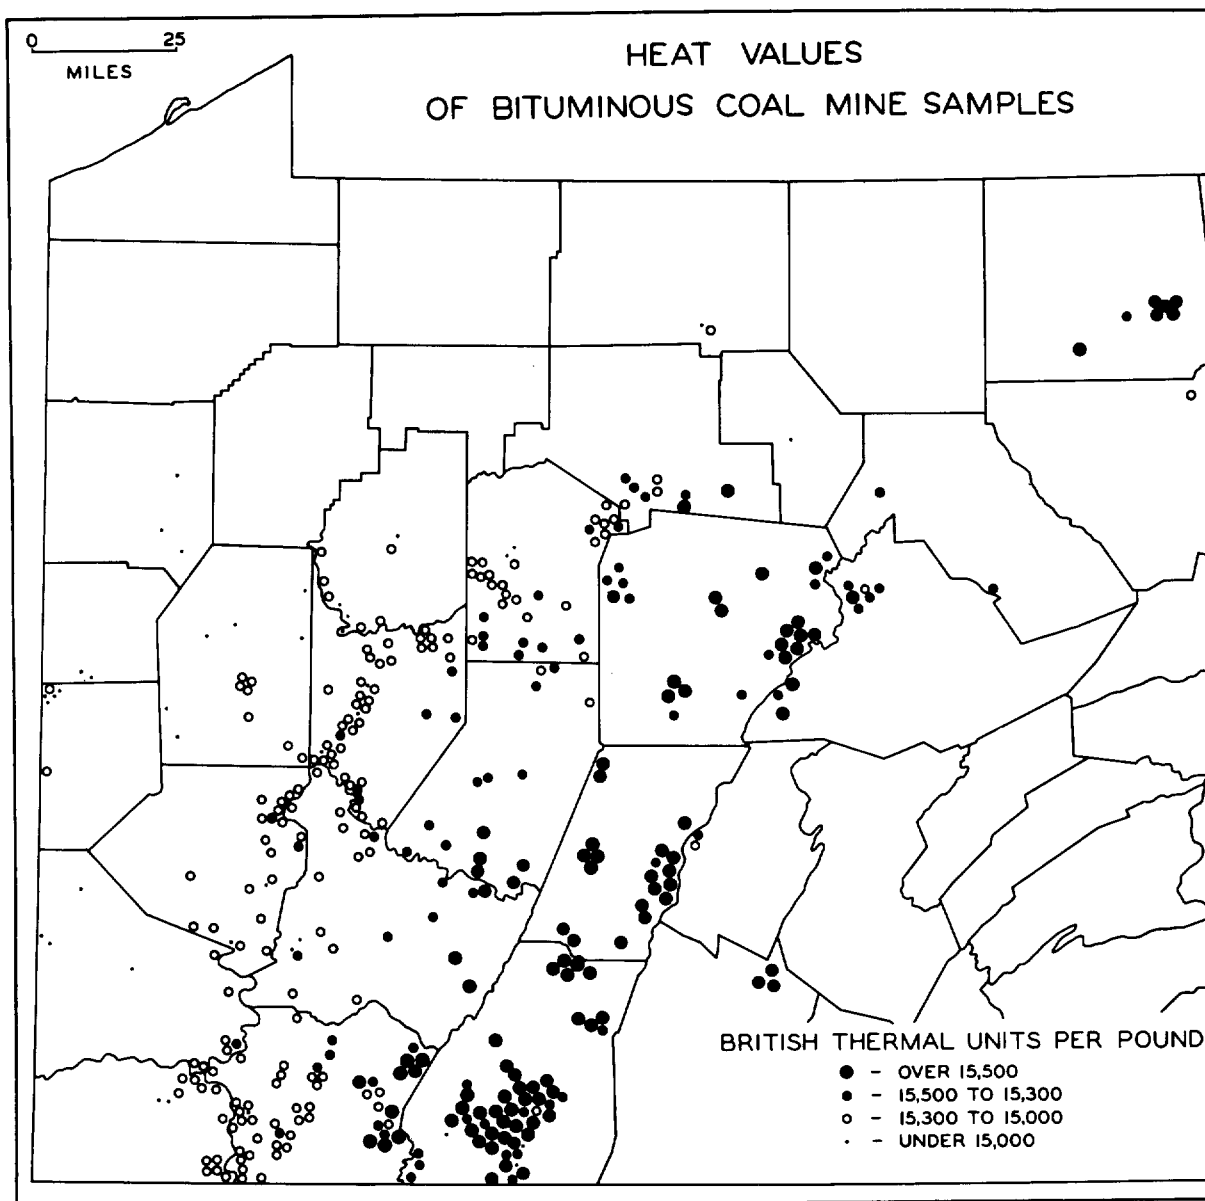 0 25
MILES
HEAT VALUES
OF BITUMINOUS COAL MINE SAMPLES
BRITISH THERMAL UNITS PER POUND
– OVER 15,500
– 15,500 TO 15,300
– 15,300 TO 15,000
– UNDER 15,000